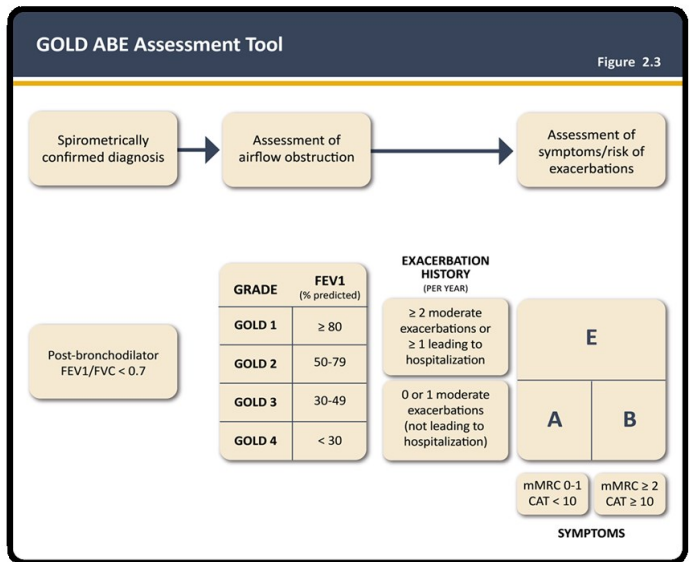 GOLD ABE Assessment Tool
Figure 2.3
Spirometrically
confirmed diagnosis
Assessment of
airflow obstruction
Assessment of
symptoms/risk of
exacerbations
Post-bronchodilator
FEV1/FVC < 0.7
GRADE
FEV1
(% predicted)
GOLD 1
≥ 80
GOLD 2
50-79
GOLD 3
30-49
GOLD 4
< 30
EXACERBATION
HISTORY
(PER YEAR)
≥ 2 moderate
exacerbations or
≥ 1 leading to
hospitalization
0 or 1 moderate
exacerbations
(not leading to
hospitalization)
E
A
B
mMRC 0-1
CAT < 10
mMRC ≥ 2
CAT ≥ 10
SYMPTOMS